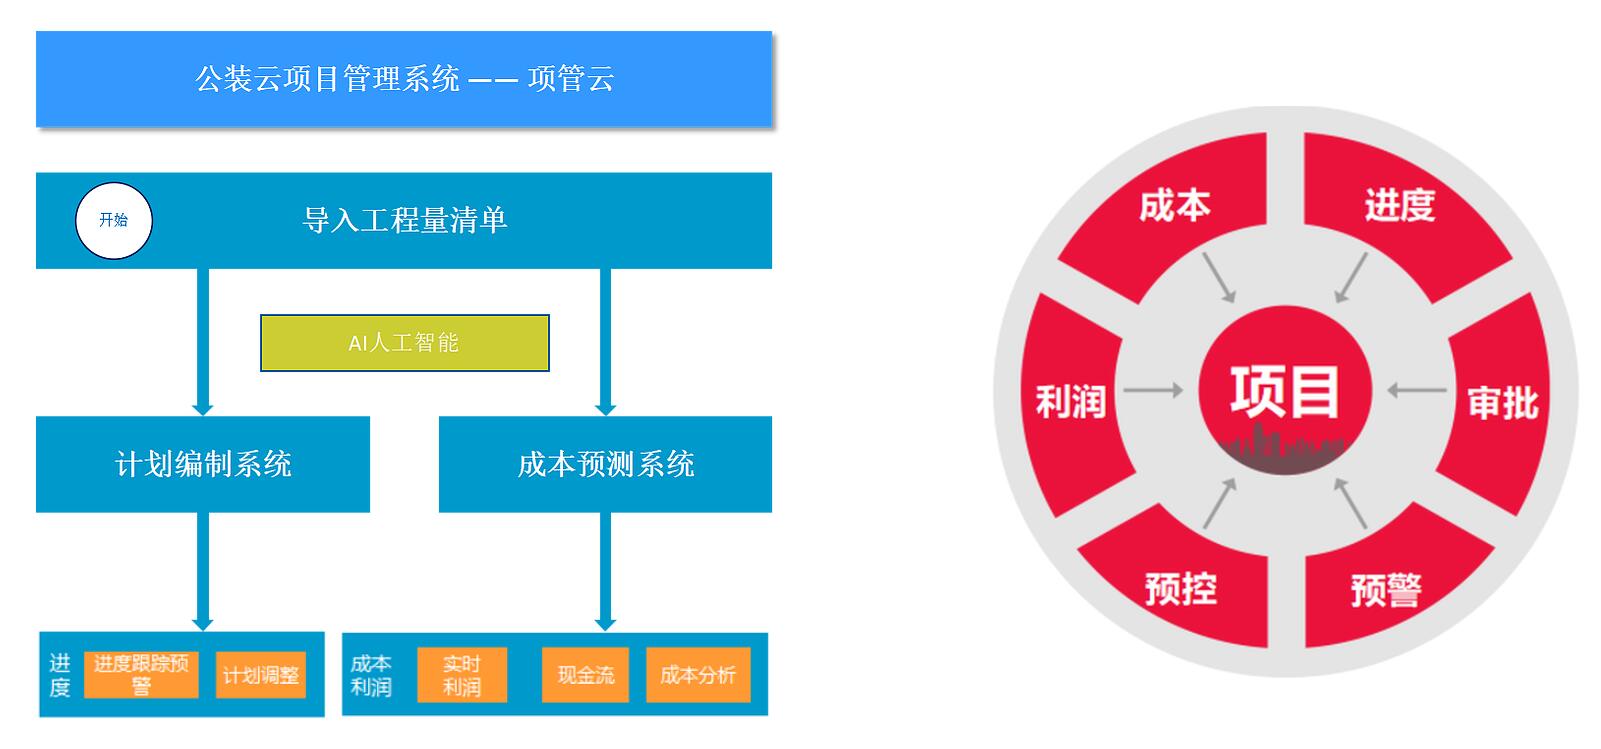 公装云项目管理系统 —— 项管云
开始
导入工程量清单
AI人工智能
计划编制系统
成本预测系统
进
度
进度跟踪预
警
计划调整
成本
利润
实时
利润
现金流
成本分析
成本
进度
利润
项目
审批
预控
预警